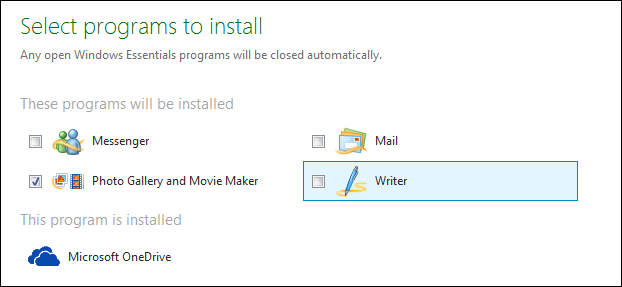 Select programs to install
Any open Windows Essentials programs will be closed automatically.
These programs will be installed
Messenger
Mail
Photo Gallery and Movie Maker
Writer
This program is installed
Microsoft OneDrive